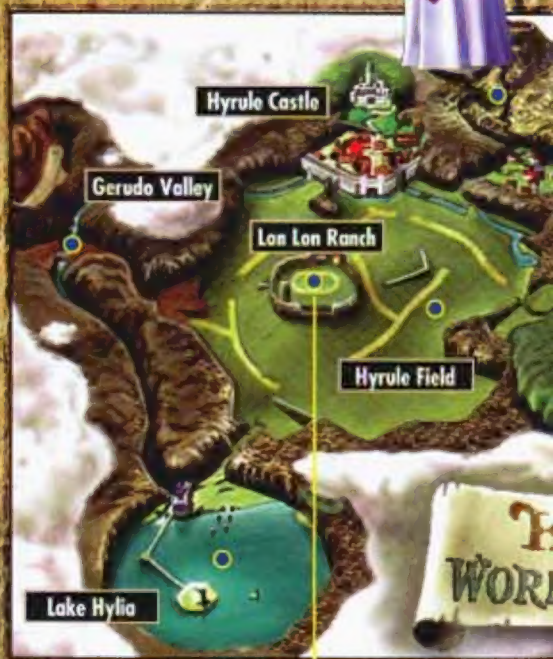 Hyrule Castle
Gerudo Valley
Lon Lon Ranch
Hyrule Field
Lake Hylia